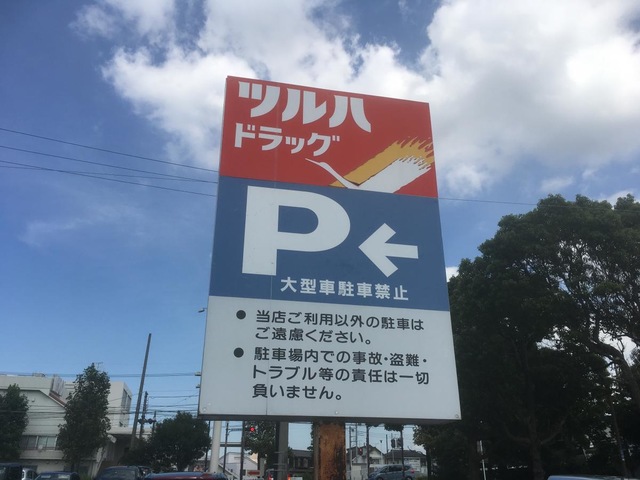 ツルハ
ドラッグ
P ←
大型車駐車禁止
● 当店ご利用以外の駐車は
ご遠慮ください。
● 駐車場内での事故・盗難・
トラブル等の責任は一切
負いません。